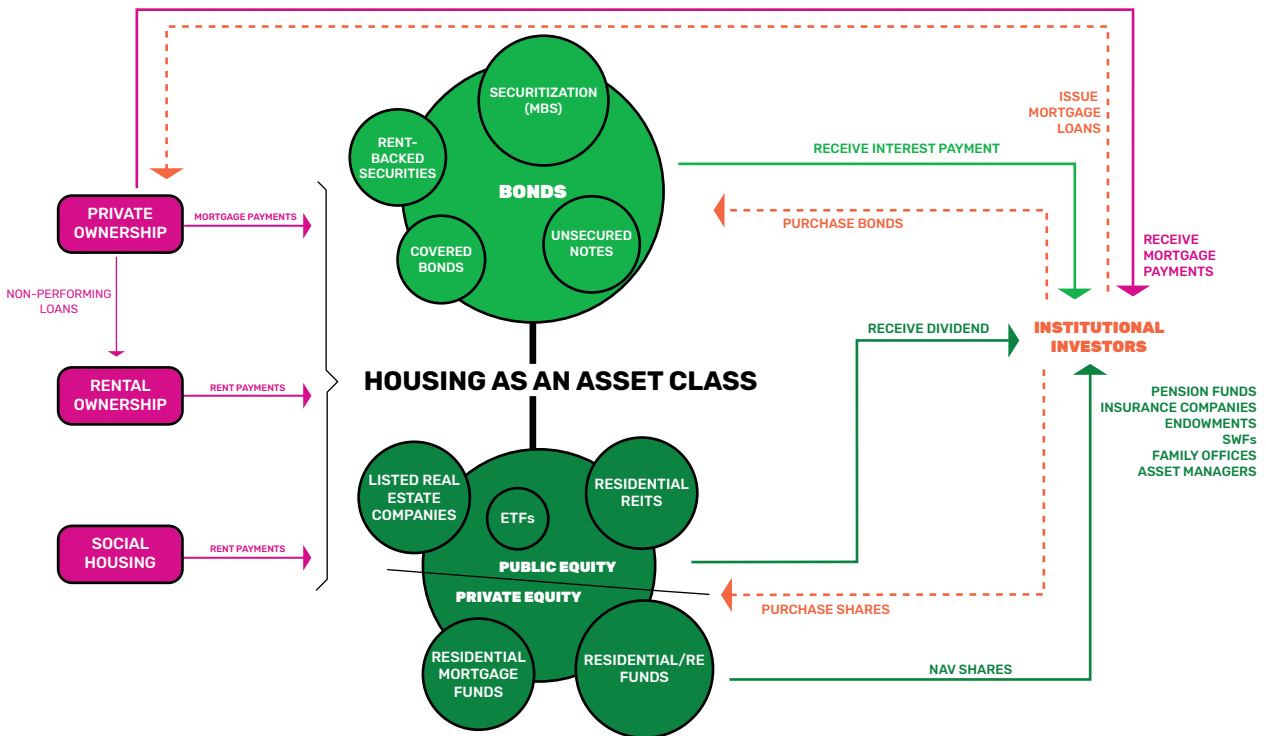 SECURITIZATION
(MBS)
ISSUE
MORTGAGE
LOANS
RENT-
BACKED
SECURITIES
RECEIVE INTEREST PAYMENT
BONDS
PRIVATE
OWNERSHIP
MORTGAGE PAYMENTS
PURCHASE BONDS
COVERED
BONDS
UNSECURED
NOTES
RECEIVE
MORTGAGE
PAYMENTS
NON-PERFORMING
LOANS
RECEIVE DIVIDEND
INSTITUTIONAL
INVESTORS
RENTAL
OWNERSHIP
RENT PAYMENTS
HOUSING AS AN ASSET CLASS
PENSION FUNDS
INSURANCE COMPANIES
ENDOWMENTS
SWFs
FAMILY OFFICES
ASSET MANAGERS
LISTED REAL
ESTATE
COMPANIES
ETFs
RESIDENTIAL
REITS
SOCIAL
HOUSING
RENT PAYMENTS
PUBLIC EQUITY
PRIVATE EQUITY
PURCHASE SHARES
RESIDENTIAL
MORTGAGE
FUNDS
RESIDENTIAL/RE
FUNDS
NAV SHARES